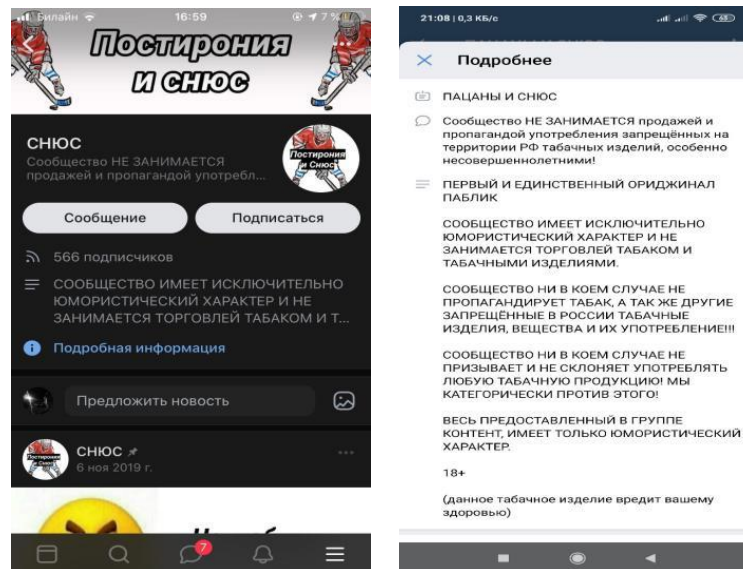 Билайн
16:59
77%
Постирония
и снюс
СНЮС
Сообщество НЕ ЗАНИМАЕТСЯ
продажей и пропагандой употребл...
Постирония
и Снюс
Сообщение
Подписаться
566 подписчиков
СООБЩЕСТВО ИМЕЕТ ИСКЛЮЧИТЕЛЬНО
ЮМОРИСТИЧЕСКИЙ ХАРАКТЕР И НЕ
ЗАНИМАЕТСЯ ТОРГОВЛЕЙ ТАБАКОМ И Т...
Подробная информация
Предложить новость
СНЮС
6 ноя 2019 г.
7
21:08 | 0,3 КБ/с
63
Подробнее
ПАЦАНЫ И СНЮС
Сообщество НЕ ЗАНИМАЕТСЯ продажей и
пропагандой употребления запрещённых на
территории РФ табачных изделий, особенно
несовершеннолетними!
ПЕРВЫЙ И ЕДИНСТВЕННЫЙ ОРИДЖИНАЛ
ПАБЛИК
СООБЩЕСТВО ИМЕЕТ ИСКЛЮЧИТЕЛЬНО
ЮМОРИСТИЧЕСКИЙ ХАРАКТЕР И НЕ
ЗАНИМАЕТСЯ ТОРГОВЛЕЙ ТАБАКОМ И
ТАБАЧНЫМИ ИЗДЕЛИЯМИ.
СООБЩЕСТВО НИ В КОЕМ СЛУЧАЕ НЕ
ПРОПАГАНДИРУЕТ ТАБАК, А ТАК ЖЕ ДРУГИЕ
ЗАПРЕЩЁННЫЕ В РОССИИ ТАБАЧНЫЕ
ИЗДЕЛИЯ, ВЕЩЕСТВА И ИХ УПОТРЕБЛЕНИЕ!!!
СООБЩЕСТВО НИ В КОЕМ СЛУЧАЕ НЕ
ПРИЗЫВАЕТ И НЕ СКЛОНЯЕТ УПОТРЕБЛЯТЬ
ЛЮБУЮ ТАБАЧНУЮ ПРОДУКЦИЮ! МЫ
КАТЕГОРИЧЕСКИ ПРОТИВ ЭТОГО!
ВЕСЬ ПРЕДОСТАВЛЕННЫЙ В ГРУППЕ
КОНТЕНТ, ИМЕЕТ ТОЛЬКО ЮМОРИСТИЧЕСКИЙ
ХАРАКТЕР.
18+
(данное табачное изделие вредит вашему
здоровью)